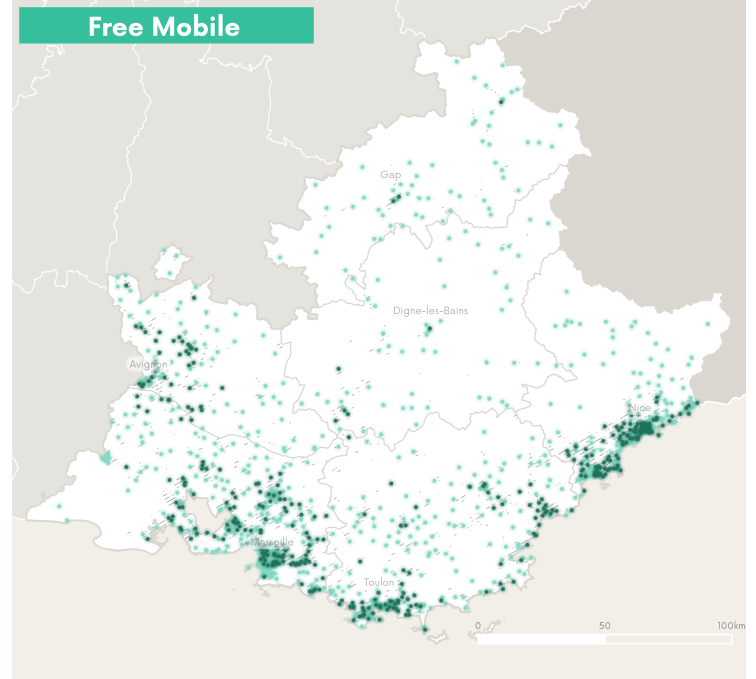 Free Mobile
Gap
Digne-les-Bains
Avignon
Nice
Marseille
Toulon
0 50 100km